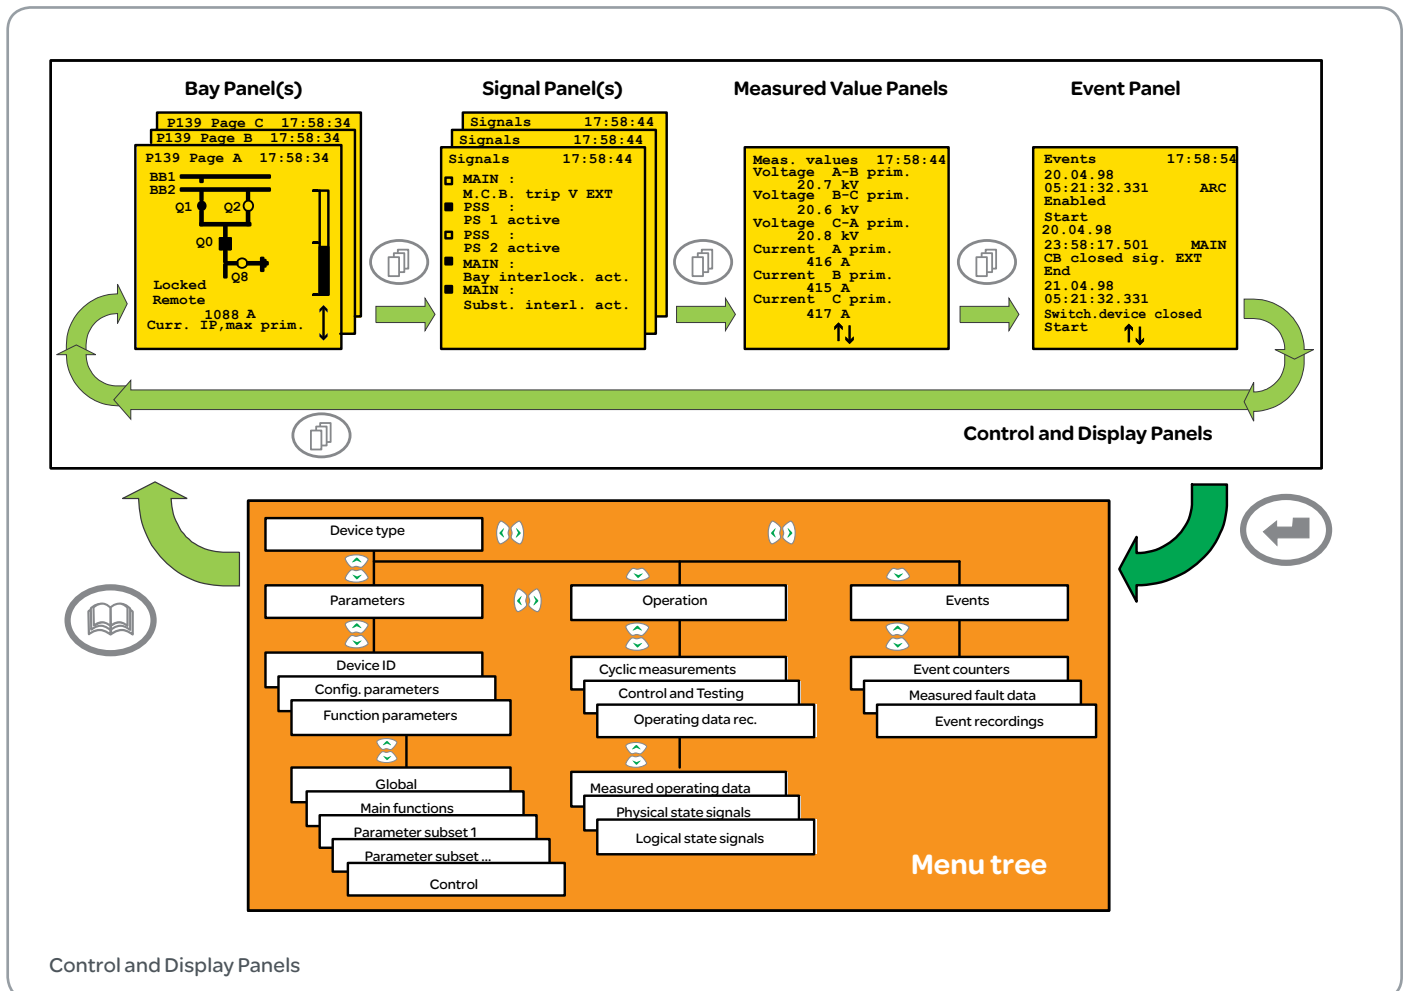 Bay Panel(s)
Signal Panel(s)
Measured Value Panels
Event Panel
P139 Page C 17:58:34
P139 Page B 17:58:34
P139 Page A 17:58:34
BB1
BB2
Q1 Q2
Q0
Q8
Locked
Remote
1088 A
Curr. IP,max prim.
Signals 17:58:44
Signals 17:58:44
Signals 17:58:44
MAIN :
M.C.B. trip V EXT
PSS :
PS 1 active
PSS :
PS 2 active
MAIN :
Bay interlock. act.
MAIN :
Subst. interl. act.
Meas. values 17:58:44
Voltage A-B prim.
20.7 kV
Voltage B-C prim.
20.6 kV
Voltage C-A prim.
20.8 kV
Current A prim.
416 A
Current B prim.
415 A
Current C prim.
417 A
Events 17:58:54
20.04.98
05:21:32.331 ARC
Enabled
Start
20.04.98
23:58:17.501 MAIN
CB closed sig. EXT
End
21.04.98
05:21:32.331
Switch.device closed
Start
Control and Display Panels
Device type
Parameters
Operation
Events
Device ID
Config. parameters
Function parameters
Cyclic measurements
Control and Testing
Operating data rec.
Event counters
Measured fault data
Event recordings
Global
Main functions
Parameter subset 1
Parameter subset ...
Control
Measured operating data
Physical state signals
Logical state signals
Menu tree
Control and Display Panels